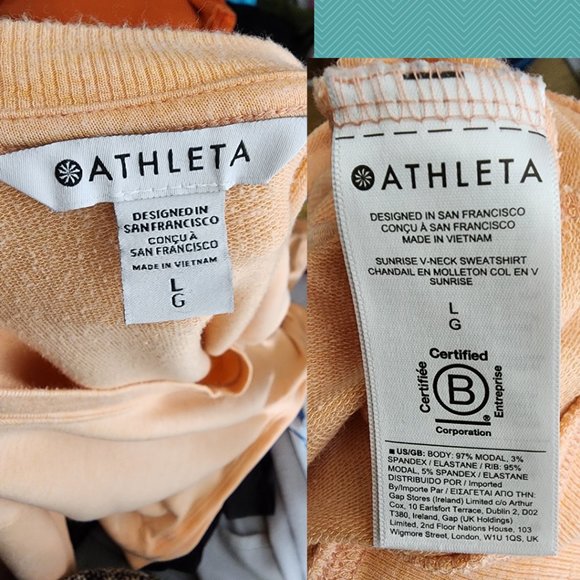 ATHLETA
DESIGNED IN
SAN FRANCISCO
CONÇU À
SAN FRANCISCO
MADE IN VIETNAM
L
G
ATHLETA
DESIGNED IN SAN FRANCISCO
CONÇU À SAN FRANCISCO
MADE IN VIETNAM
SUNRISE V-NECK SWEATSHIRT
CHANDAIL EN MOLLETON COL EN V
SUNRISE
L
G
Certified
Certifiée
B
Entreprise
®
Corporation
■ US/GB: BODY: 97% MODAL, 3%
SPANDEX / ELASTANE / RIB: 95%
MODAL, 5% SPANDEX / ELASTANE
DISTRIBUIDO POR / Imported
By/Importe Par / ΕΙΣΑΓΕΤΑΙ ΑΠΟ ΤΗΝ:
Gap Stores (Ireland) Limited c/o Arthur
Cox, 10 Earlsfort Terrace, Dublin 2, D02
T380, Ireland, Gap (UK Holdings)
Limited, 2nd Floor Nations House, 103
Wigmore Street, London, W1U 1QS, UK